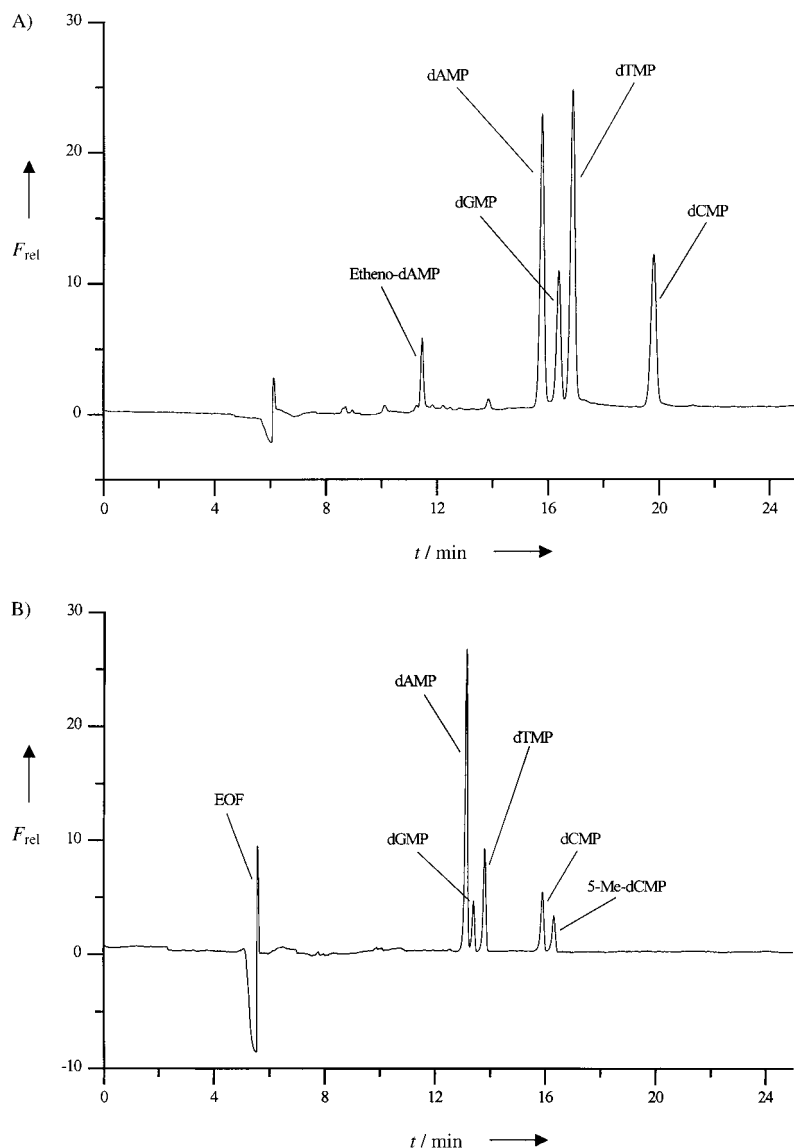 A)
30
dAMP
dTMP
20
dGMP
dCMP
F rel
Etheno-dAMP
10
0
0 4 8 12 16 20 24
t / min
B)
30
dAMP
20
dTMP
EOF
F rel
dGMP
dCMP
10
5-Me-dCMP
0
-10
0 4 8 12 16 20 24
t / min